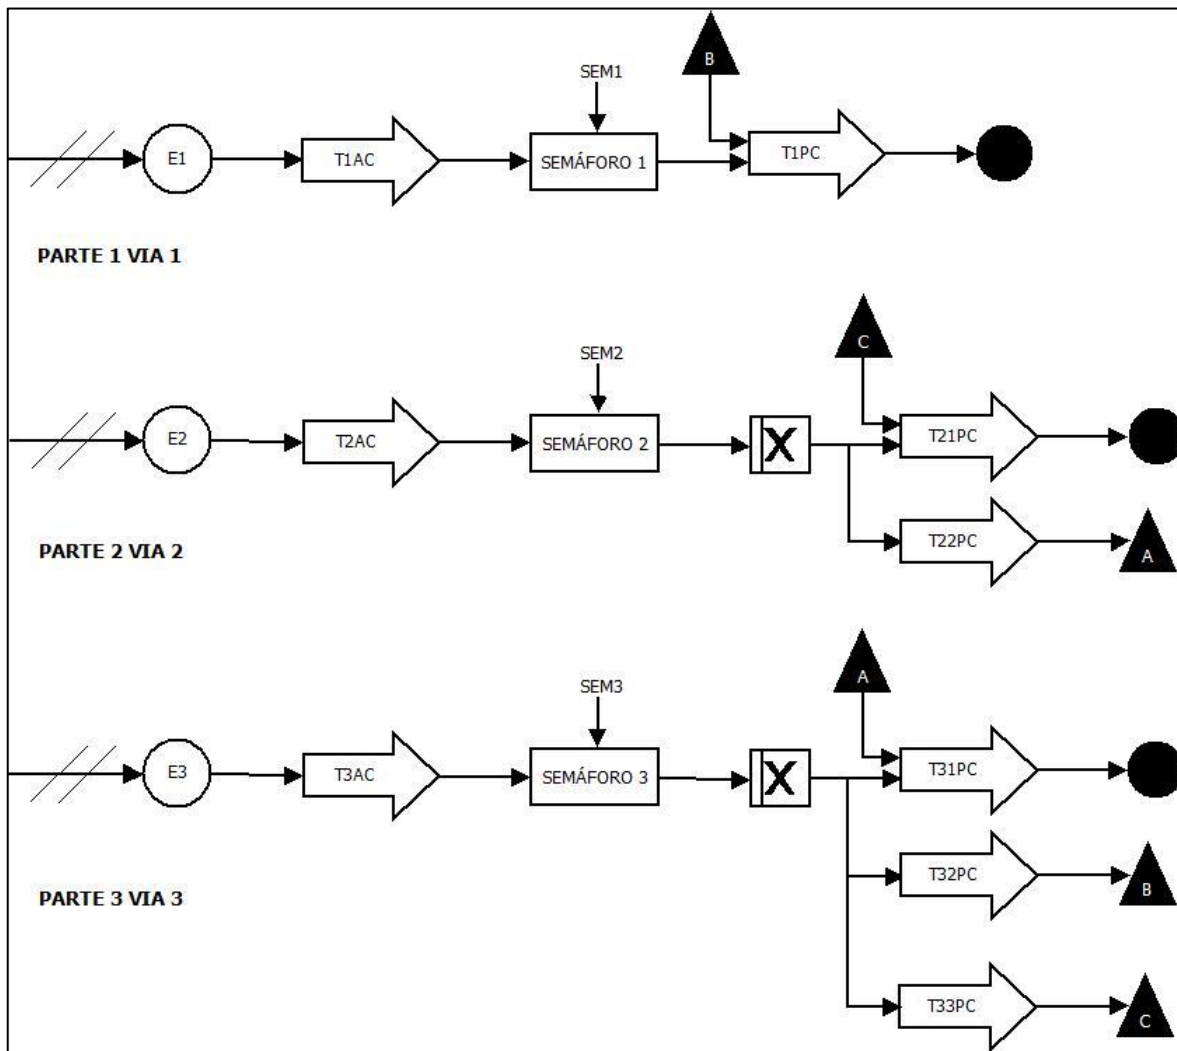 B
SEM1
E1
T1AC
SEMÁFORO 1
T1PC
PARTE 1 VIA 1
C
SEM2
E2
T2AC
SEMÁFORO 2
X
T21PC
T22PC
A
PARTE 2 VIA 2
A
SEM3
E3
T3AC
SEMÁFORO 3
X
T31PC
T32PC
B
PARTE 3 VIA 3
T33PC
C